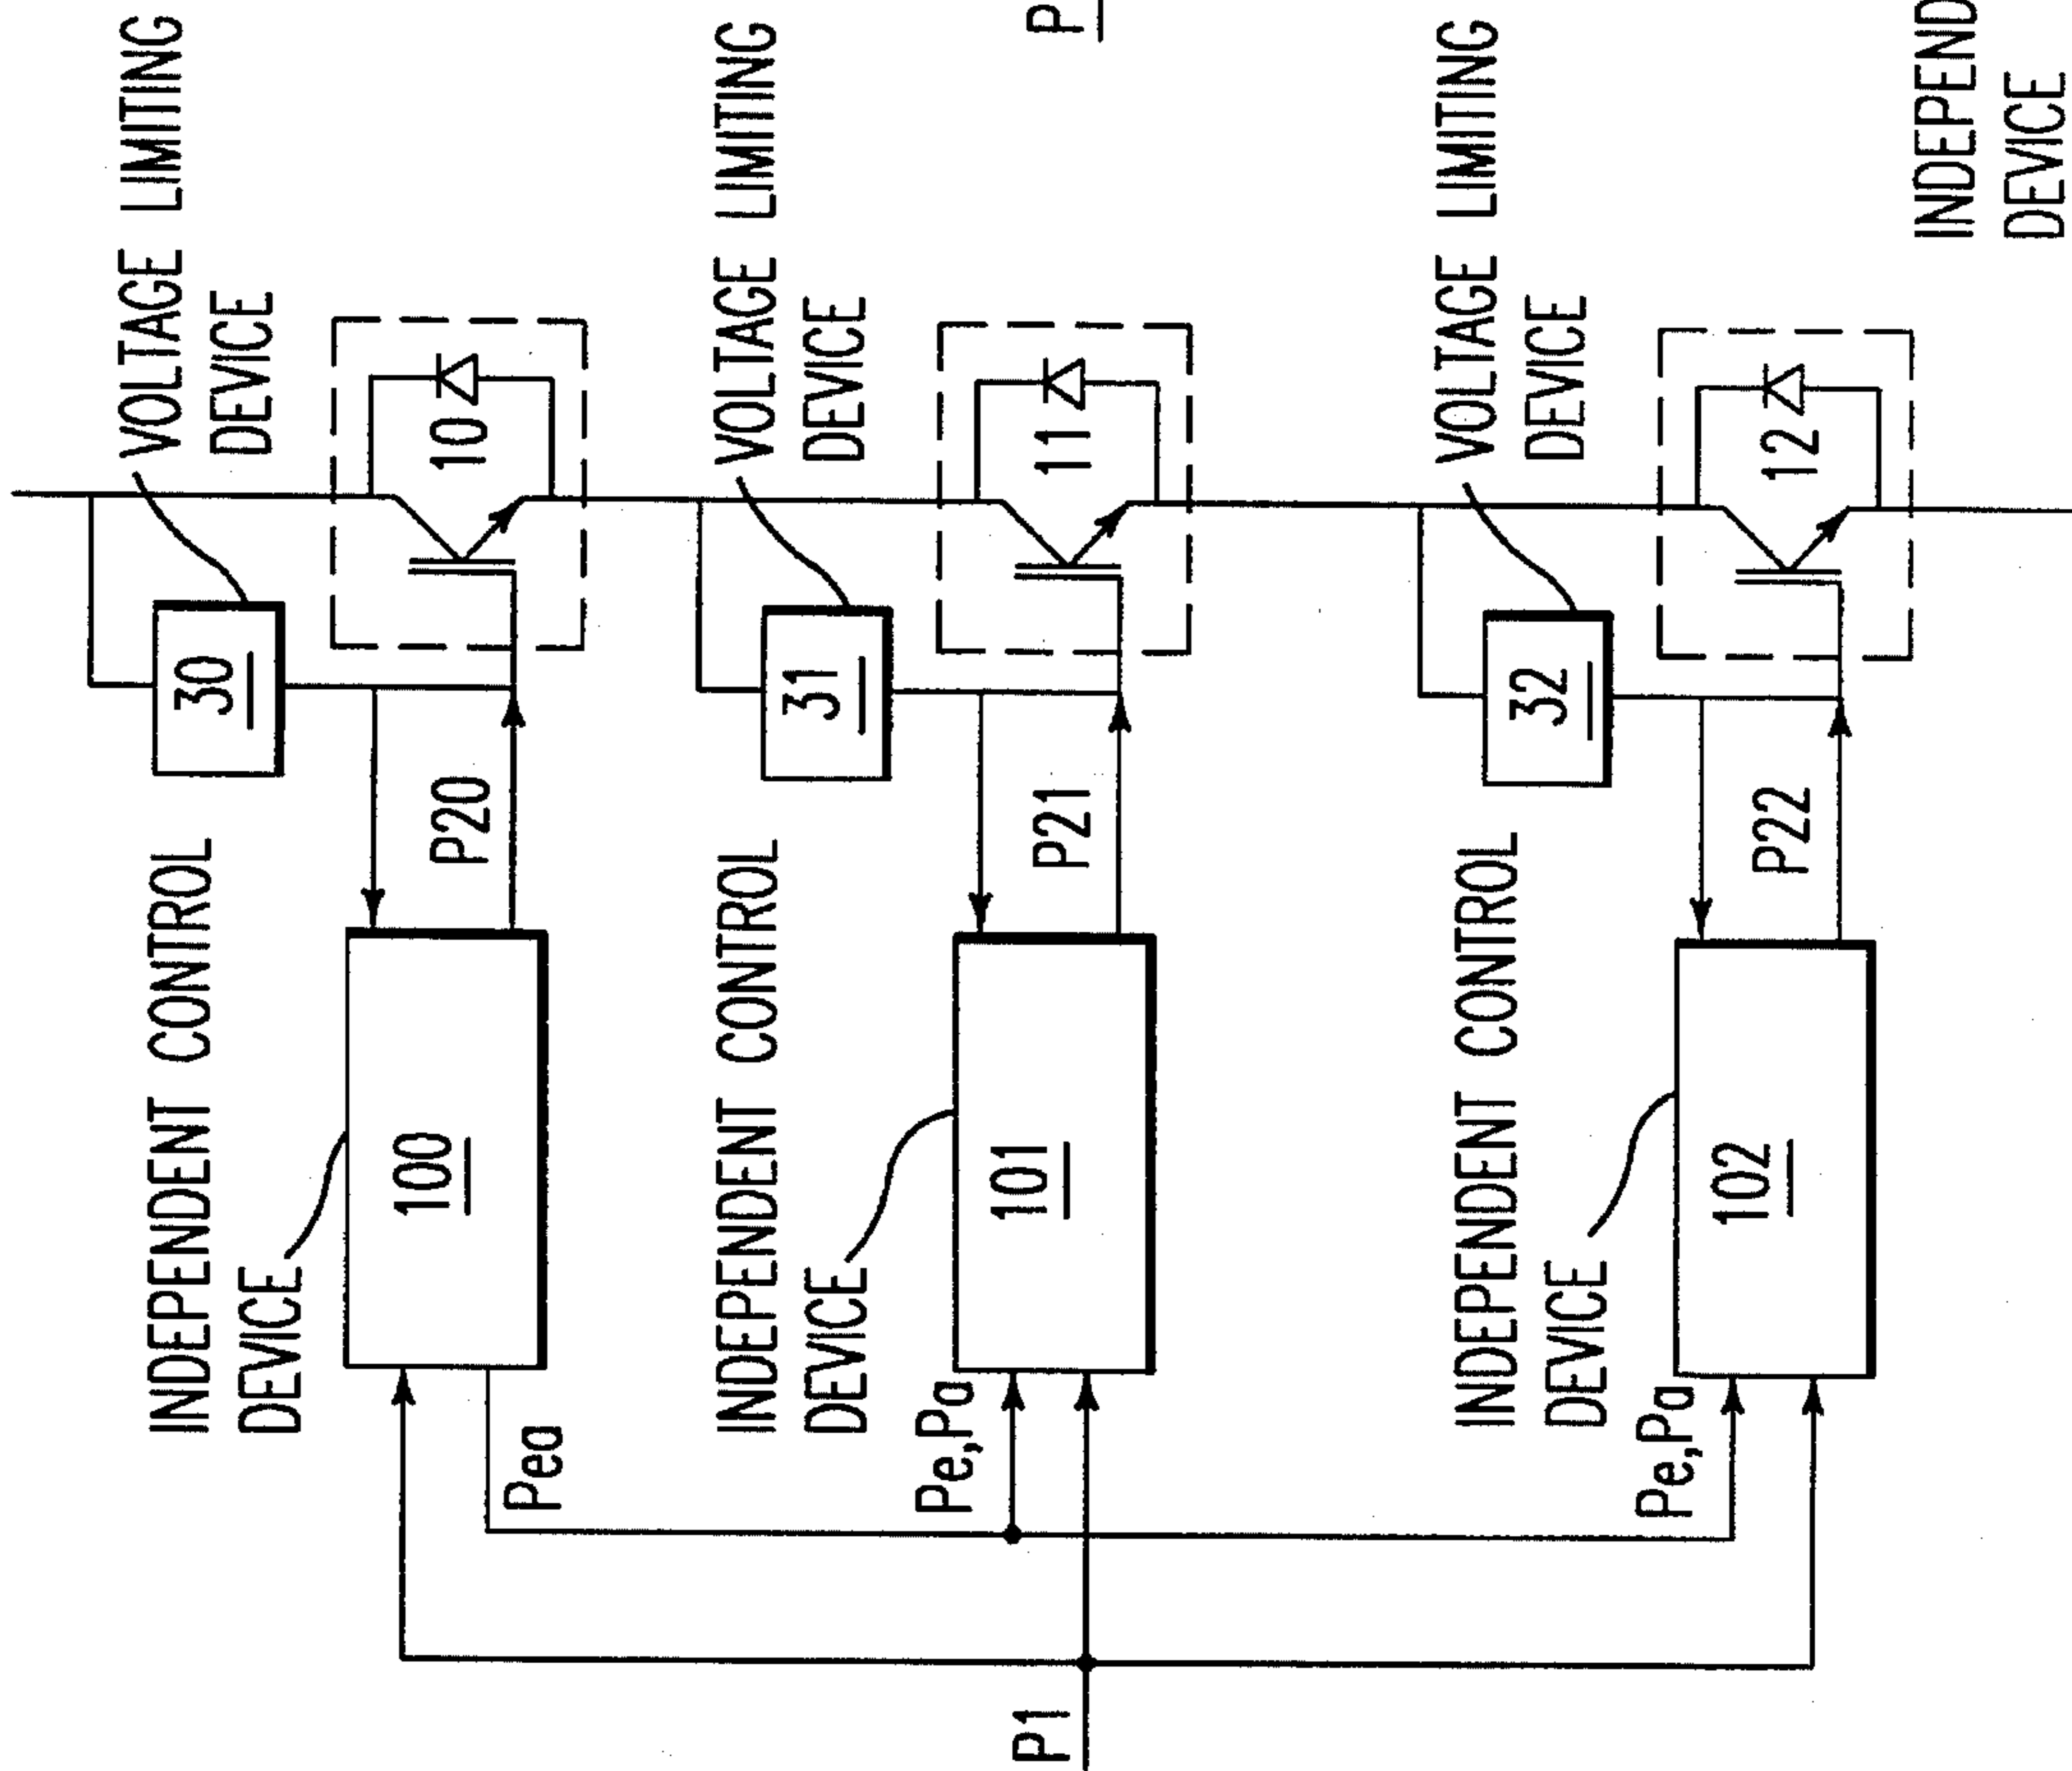 VOLTAGE LIMITING
DEVICE
30
10
INDEPENDENT CONTROL
DEVICE
100
P20
Pea
VOLTAGE LIMITING
DEVICE
31
11
INDEPENDENT CONTROL
DEVICE
101
P21
Pe,Pa
P1
P
VOLTAGE LIMITING
DEVICE
32
12
INDEPENDENT CONTROL
DEVICE
102
P22
Pe,Pa
INDEPEND
DEVICE